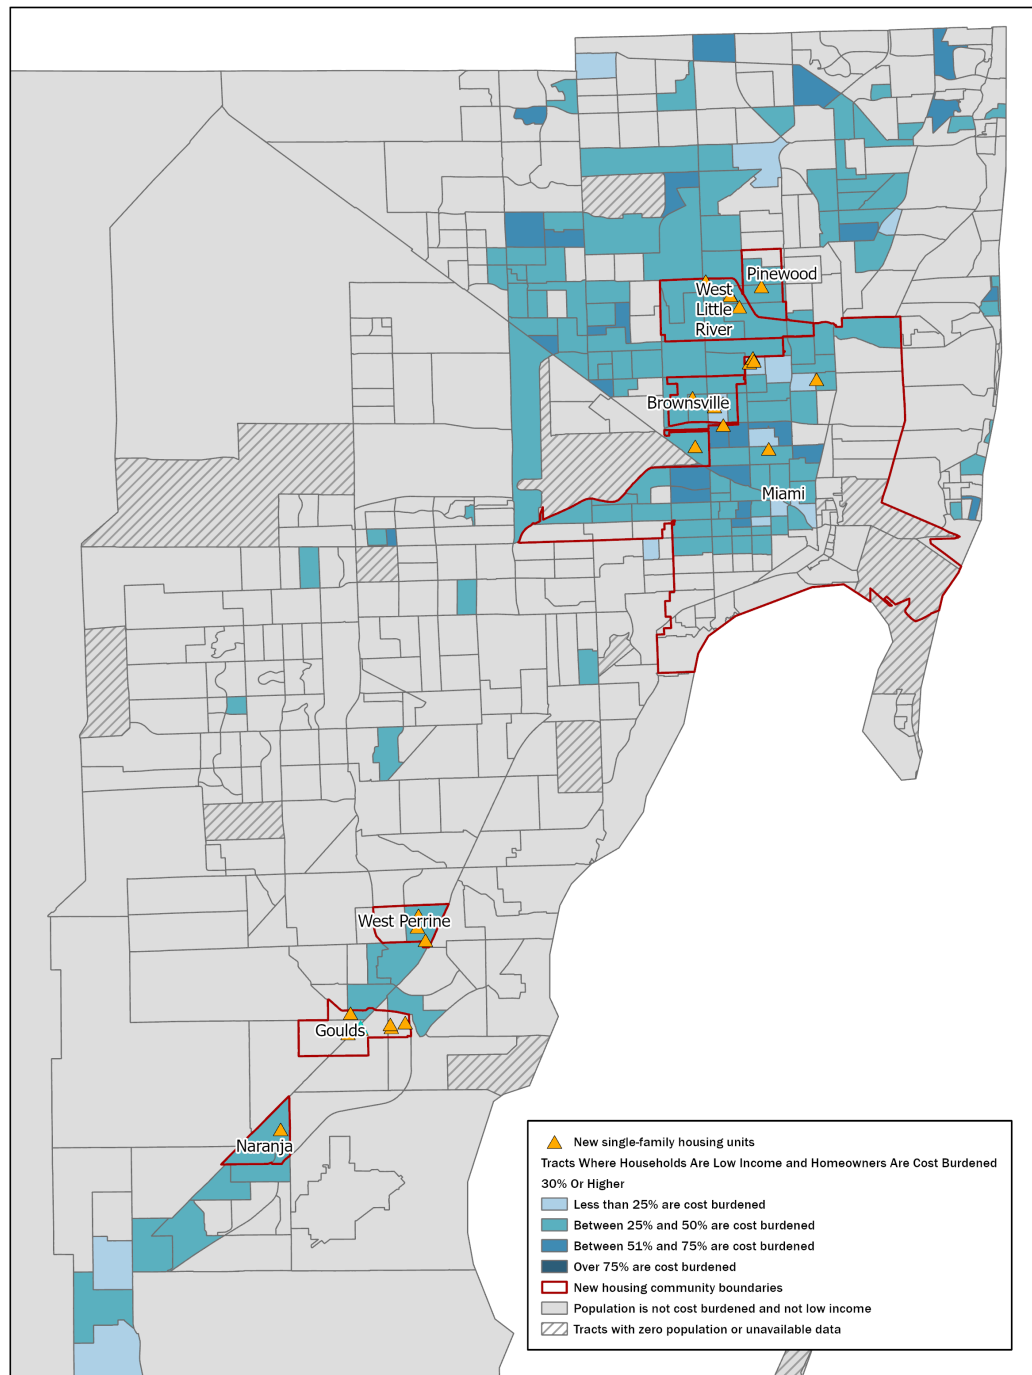 Pinewood
West
Little
River
Brownsville
Miami
West Perrine
Goulds
Naranja
New single-family housing units
Tracts Where Households Are Low Income and Homeowners Are Cost Burdened
30% Or Higher
Less than 25% are cost burdened
Between 25% and 50% are cost burdened
Between 51% and 75% are cost burdened
Over 75% are cost burdened
New housing community boundaries
Population is not cost burdened and not low income
Tracts with zero population or unavailable data